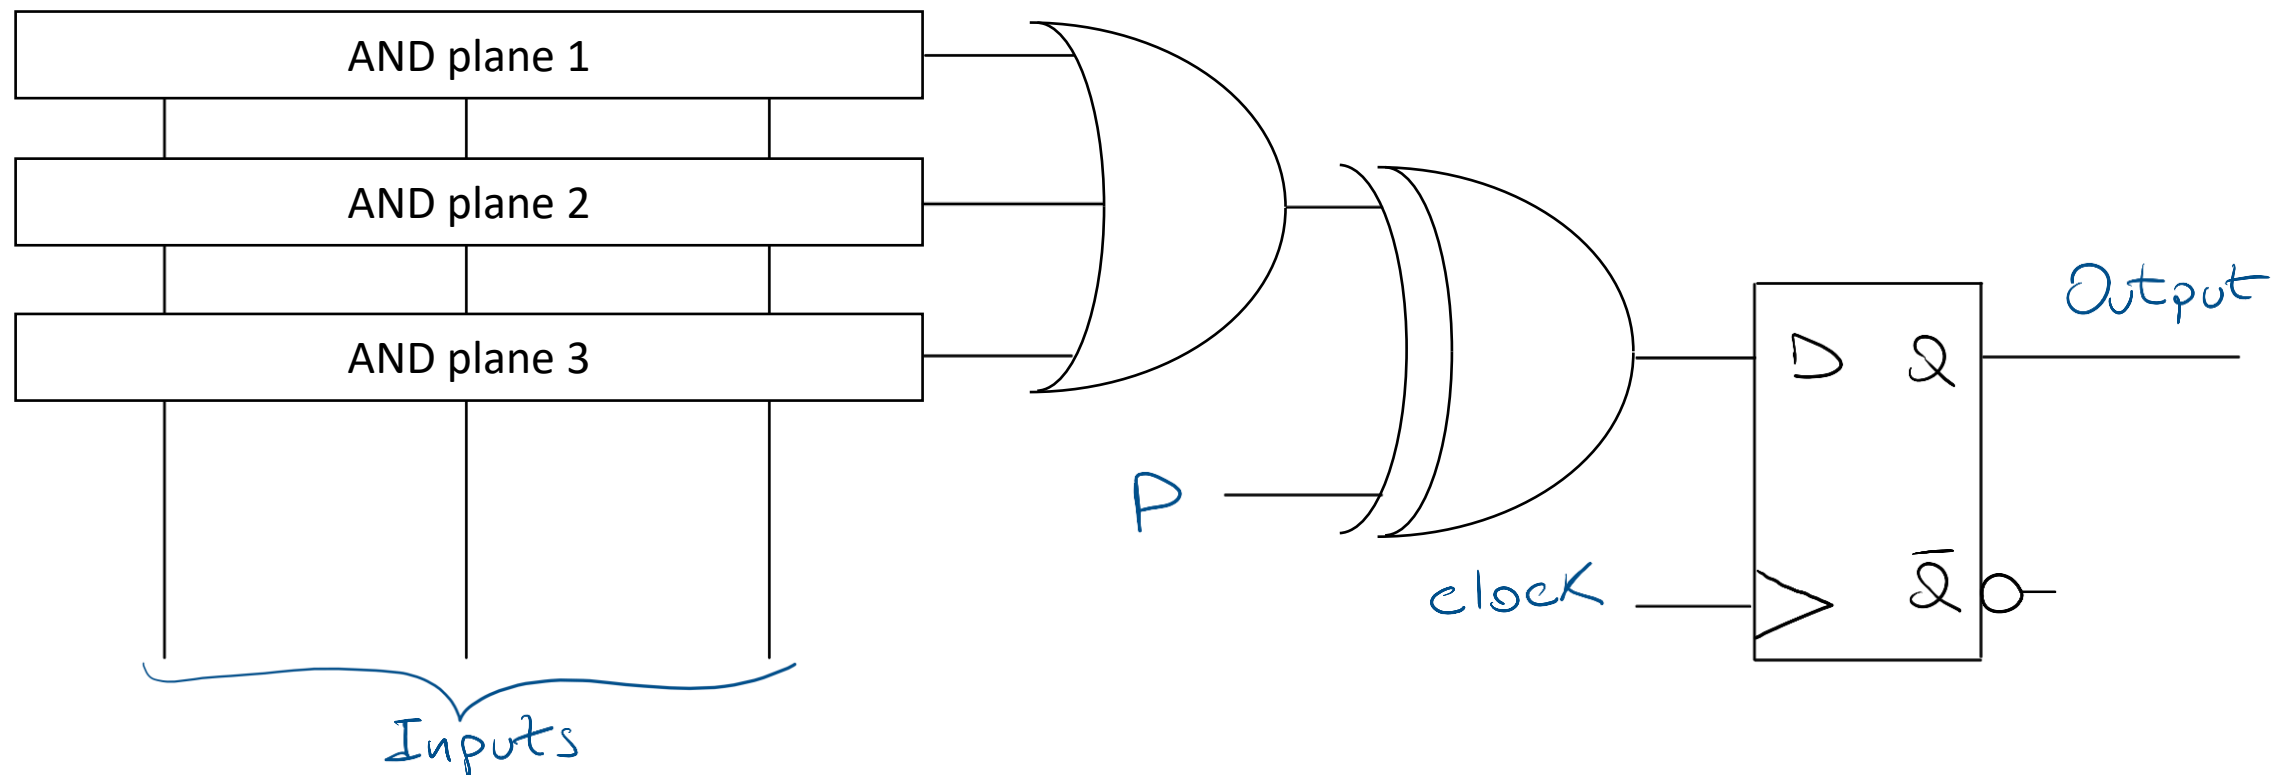 AND plane 1
AND plane 2
AND plane 3
Output
D Q
P
clock
Q̅
Inputs